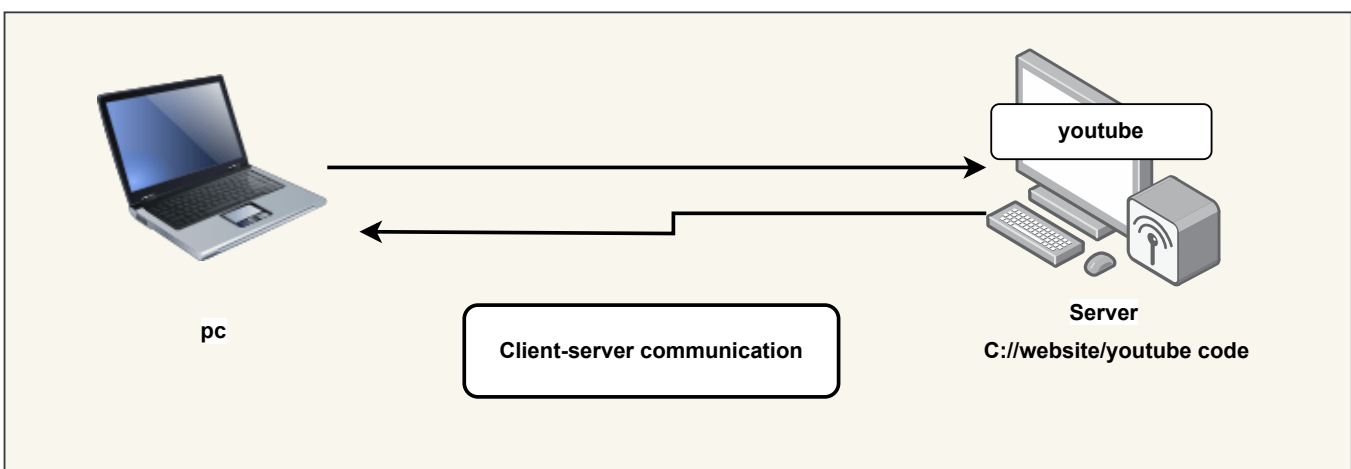 youtube
pc
Client-server communication
Server
C://website/youtube code